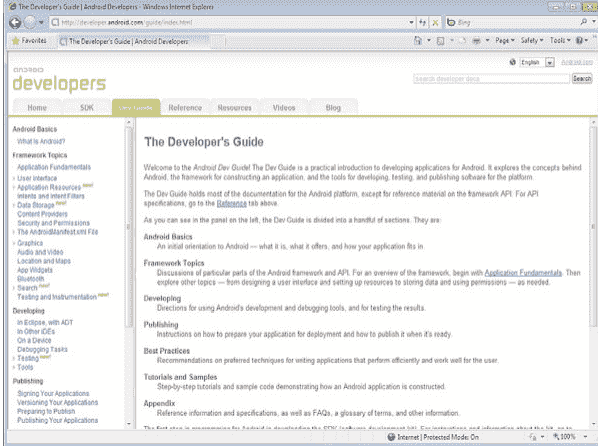 The Developer's Guide | Android Developers - Windows Internet Explorer
http://developer.android.com/guide/index.html
Bing
Favorites
The Developer's Guide | Android Developers
Page
Safety
Tools
English
Android.com
android
developers
search developer docs
Search
Home
SDK
Dev Guide
Reference
Resources
Videos
Blog
Android Basics
What Is Android?
Framework Topics
Application Fundamentals
User Interface
Application Resources new!
Intents and Intent Filters
Data Storage new!
Content Providers
Security and Permissions
The AndroidManifest.xml File
Graphics
Audio and Video
Location and Maps
App Widgets
Bluetooth
Search new!
Testing and Instrumentation new!
Developing
In Eclipse, with ADT
In Other IDEs
On a Device
Debugging Tasks
Testing new!
Tools
Publishing
Signing Your Applications
Versioning Your Applications
Preparing to Publish
Publishing Your Applications
The Developer's Guide
Welcome to the Android Dev Guide! The Dev Guide is a practical introduction to developing applications for Android. It explores the concepts behind
Android, the framework for constructing an application, and the tools for developing, testing, and publishing software for the platform.
The Dev Guide holds most of the documentation for the Android platform, except for reference material on the framework API. For API
specifications, go to the Reference tab above.
As you can see in the panel on the left, the Dev Guide is divided into a handful of sections. They are:
Android Basics
An initial orientation to Android — what it is, what it offers, and how your application fits in.
Framework Topics
Discussions of particular parts of the Android framework and API. For an overview of the framework, begin with Application Fundamentals. Then
explore other topics — from designing a user interface and setting up resources to storing data and using permissions — as needed.
Developing
Directions for using Android's development and debugging tools, and for testing the results.
Publishing
Instructions on how to prepare your application for deployment and how to publish it when it's ready.
Best Practices
Recommendations on preferred techniques for writing applications that perform efficiently and work well for the user.
Tutorials and Samples
Step-by-step tutorials and sample code demonstrating how an Android application is constructed.
Appendix
Reference information and specifications, as well as FAQs, a glossary of terms, and other information.
Internet | Protected Mode: On
100%